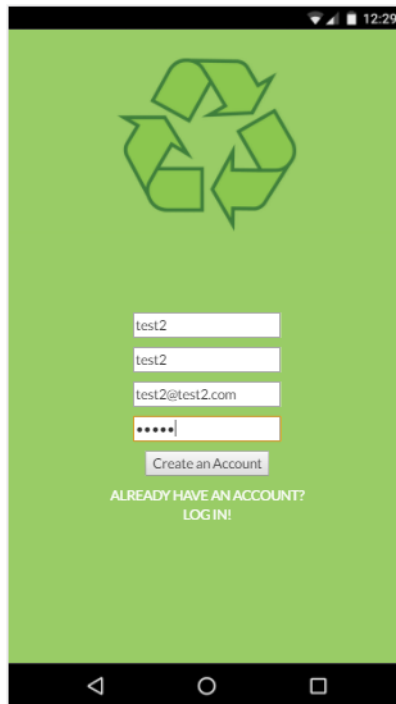 12:29
test2
test2
test2@test2.com
•••••
Create an Account
ALREADY HAVE AN ACCOUNT?
LOG IN!